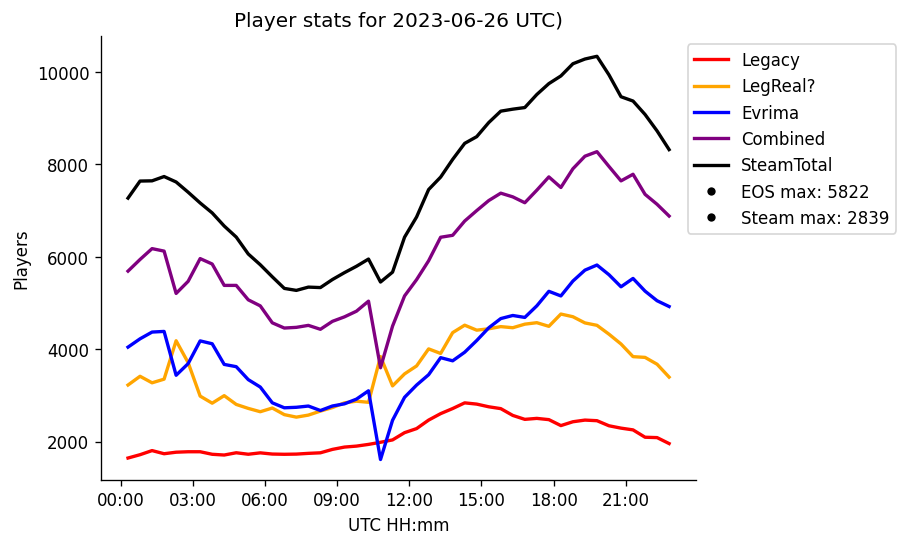 Player stats for 2023-06-26 UTC)
Legacy
LegReal?
Evrima
Combined
SteamTotal
EOS max: 5822
Steam max: 2839
Players
10000
8000
6000
4000
2000
00:00 03:00 06:00 09:00 12:00 15:00 18:00 21:00
UTC HH:mm